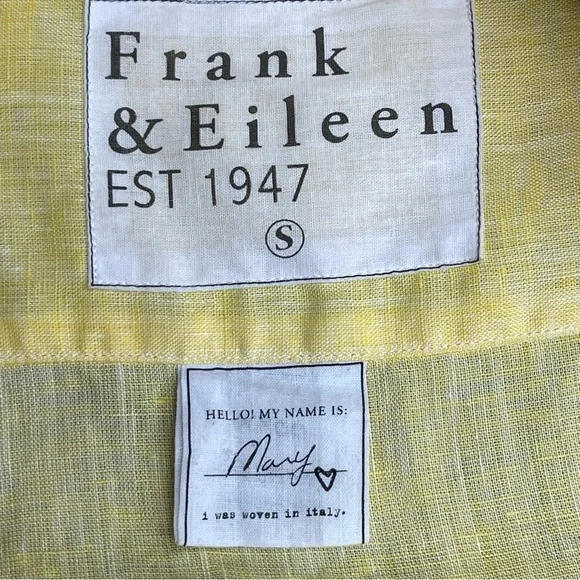 Frank
& Eileen
EST 1947
S
HELLO! MY NAME IS:
Mary
i was woven in italy.